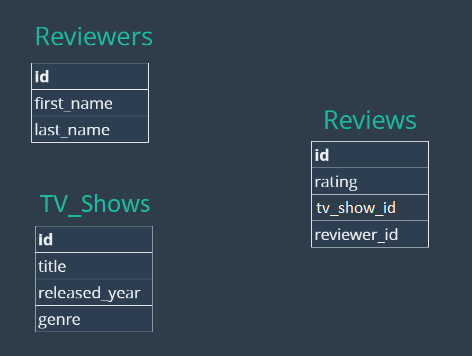 Reviewers
id
first_name
last_name
TV_Shows
id
title
released_year
genre
Reviews
id
rating
tv_show_id
reviewer_id